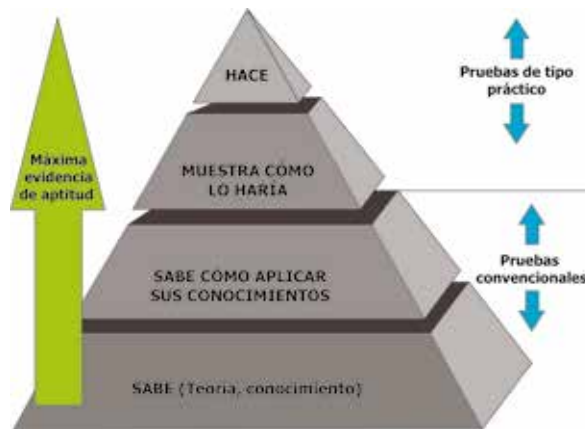 HACE
Pruebas de tipo
práctico
Máxima
evidencia
de aptitud
MUESTRA CÓMO
LO HARÍA
SABE CÓMO APLICAR
SUS CONOCIMIENTOS
Pruebas
convencionales
SABE (Teoría, conocimiento)